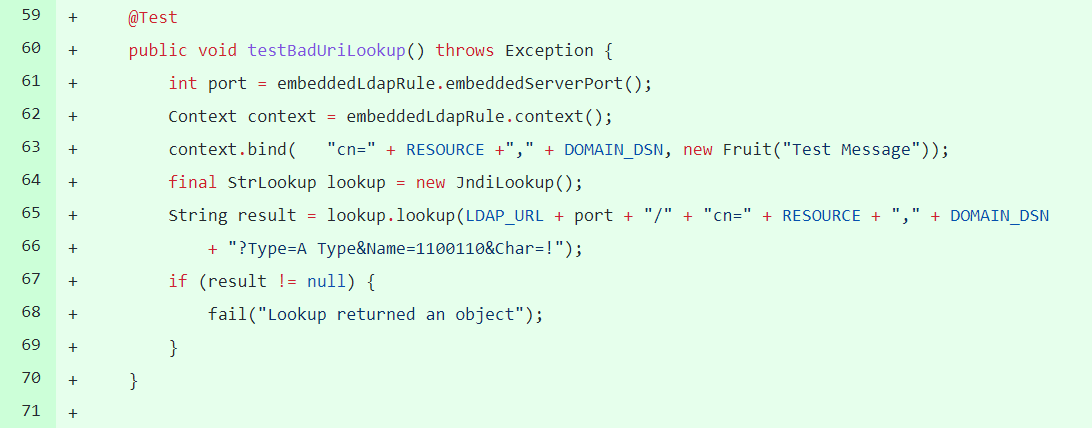 59 + @Test
60 + public void testBadUriLookup() throws Exception {
61 + int port = embeddedLdapRule.embeddedServerPort();
62 + Context context = embeddedLdapRule.context();
63 + context.bind(   "cn=" + RESOURCE +"," + DOMAIN_DSN, new Fruit("Test Message"));
64 + final StrLookup lookup = new JndiLookup();
65 + String result = lookup.lookup(LDAP_URL + port + "/" + "cn=" + RESOURCE + "," + DOMAIN_DSN
66 + + "?Type=A Type&Name=1100110&Char=!");
67 + if (result != null) {
68 + fail("Lookup returned an object");
69 + }
70 + }
71 +